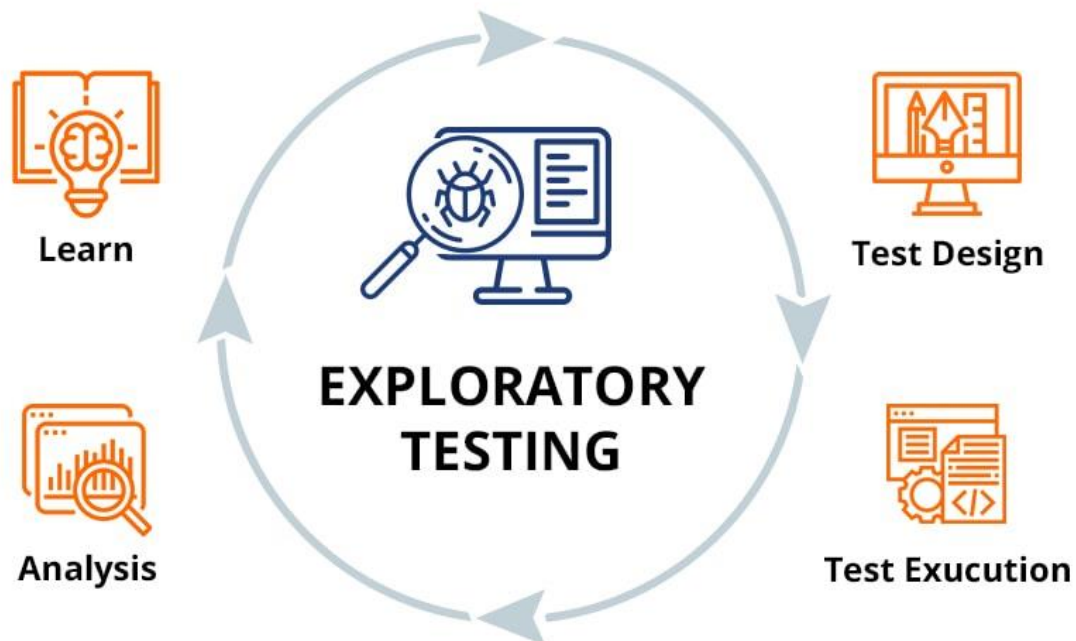 Learn
Test Design
EXPLORATORY
TESTING
Analysis
Test Exucution